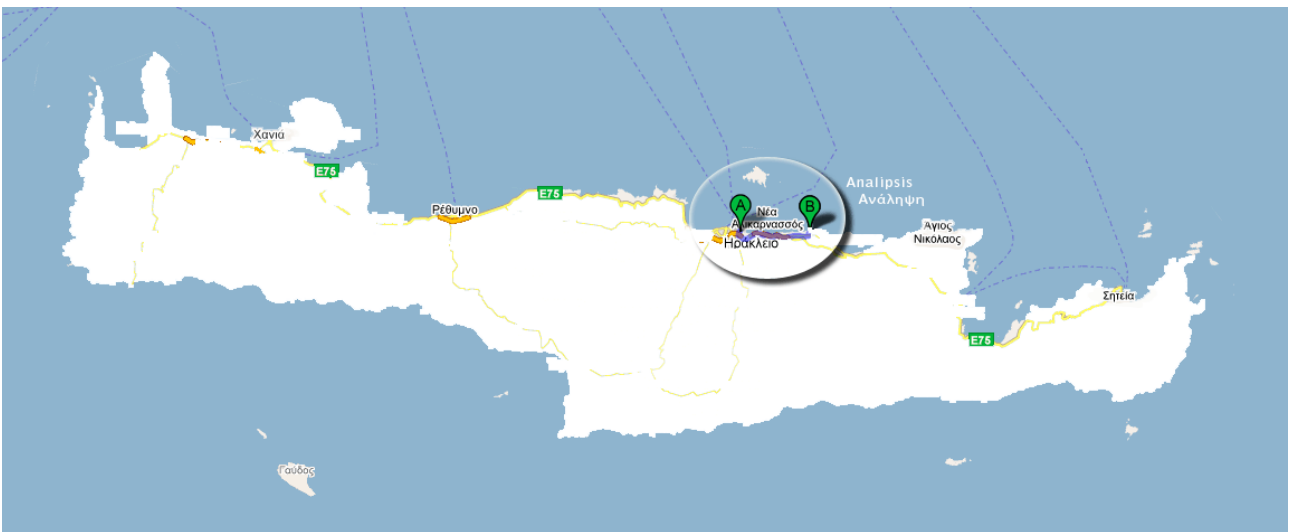 Χανιά
E75
Ρέθυμνο
E75
A
B
Νέα
Αλικαρνασσός
Ηράκλειο
Analipsis
Ανάληψη
Άγιος
Νικόλαος
Σητεία
E75
Γαύδος